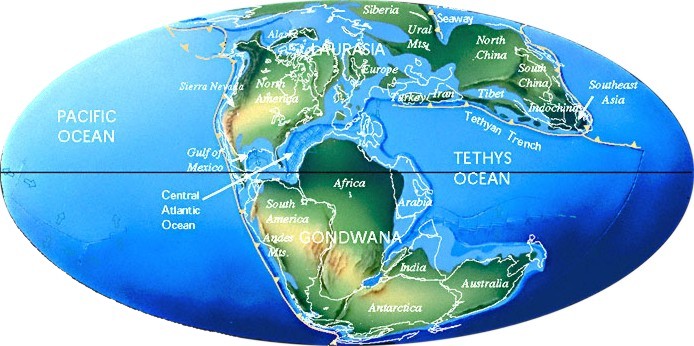 Siberia
Seaway
Alaska
LAURASIA
Ural
Mts.
North
China
Sierra Nevada
North
America
Europe
South
China
Turkey
Iran
Tibet
Indochina
Southeast
Asia
PACIFIC
OCEAN
Tethyan Trench
Gulf of
Mexico
TETHYS
OCEAN
Central
Atlantic
Ocean
Africa
Arabia
South
America
Andes
Mts.
GONDWANA
India
Australia
Antarctica